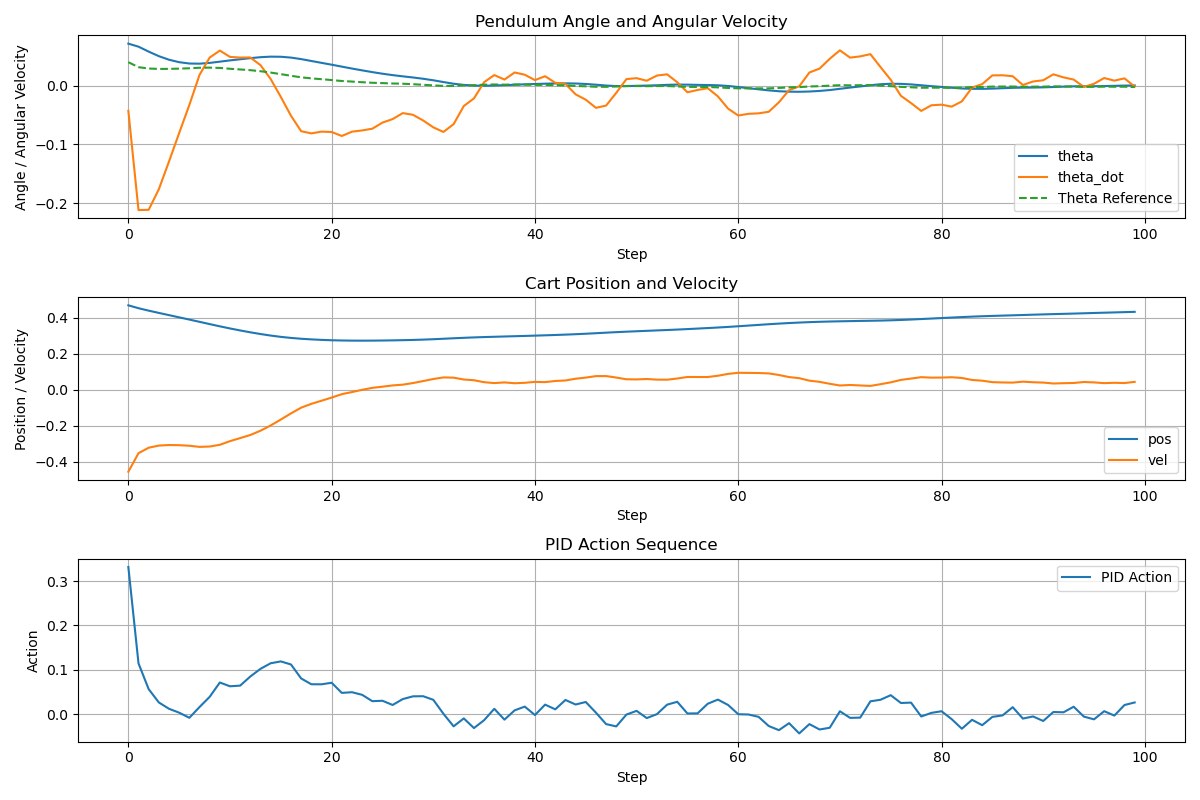 Pendulum Angle and Angular Velocity
Angle / Angular Velocity
0.0
−0.1
−0.2
theta
theta_dot
Theta Reference
0 20 40 60 80 100
Step
Cart Position and Velocity
Position / Velocity
0.4
0.2
0.0
−0.2
−0.4
pos
vel
0 20 40 60 80 100
Step
PID Action Sequence
Action
0.3
0.2
0.1
0.0
PID Action
0 20 40 60 80 100
Step